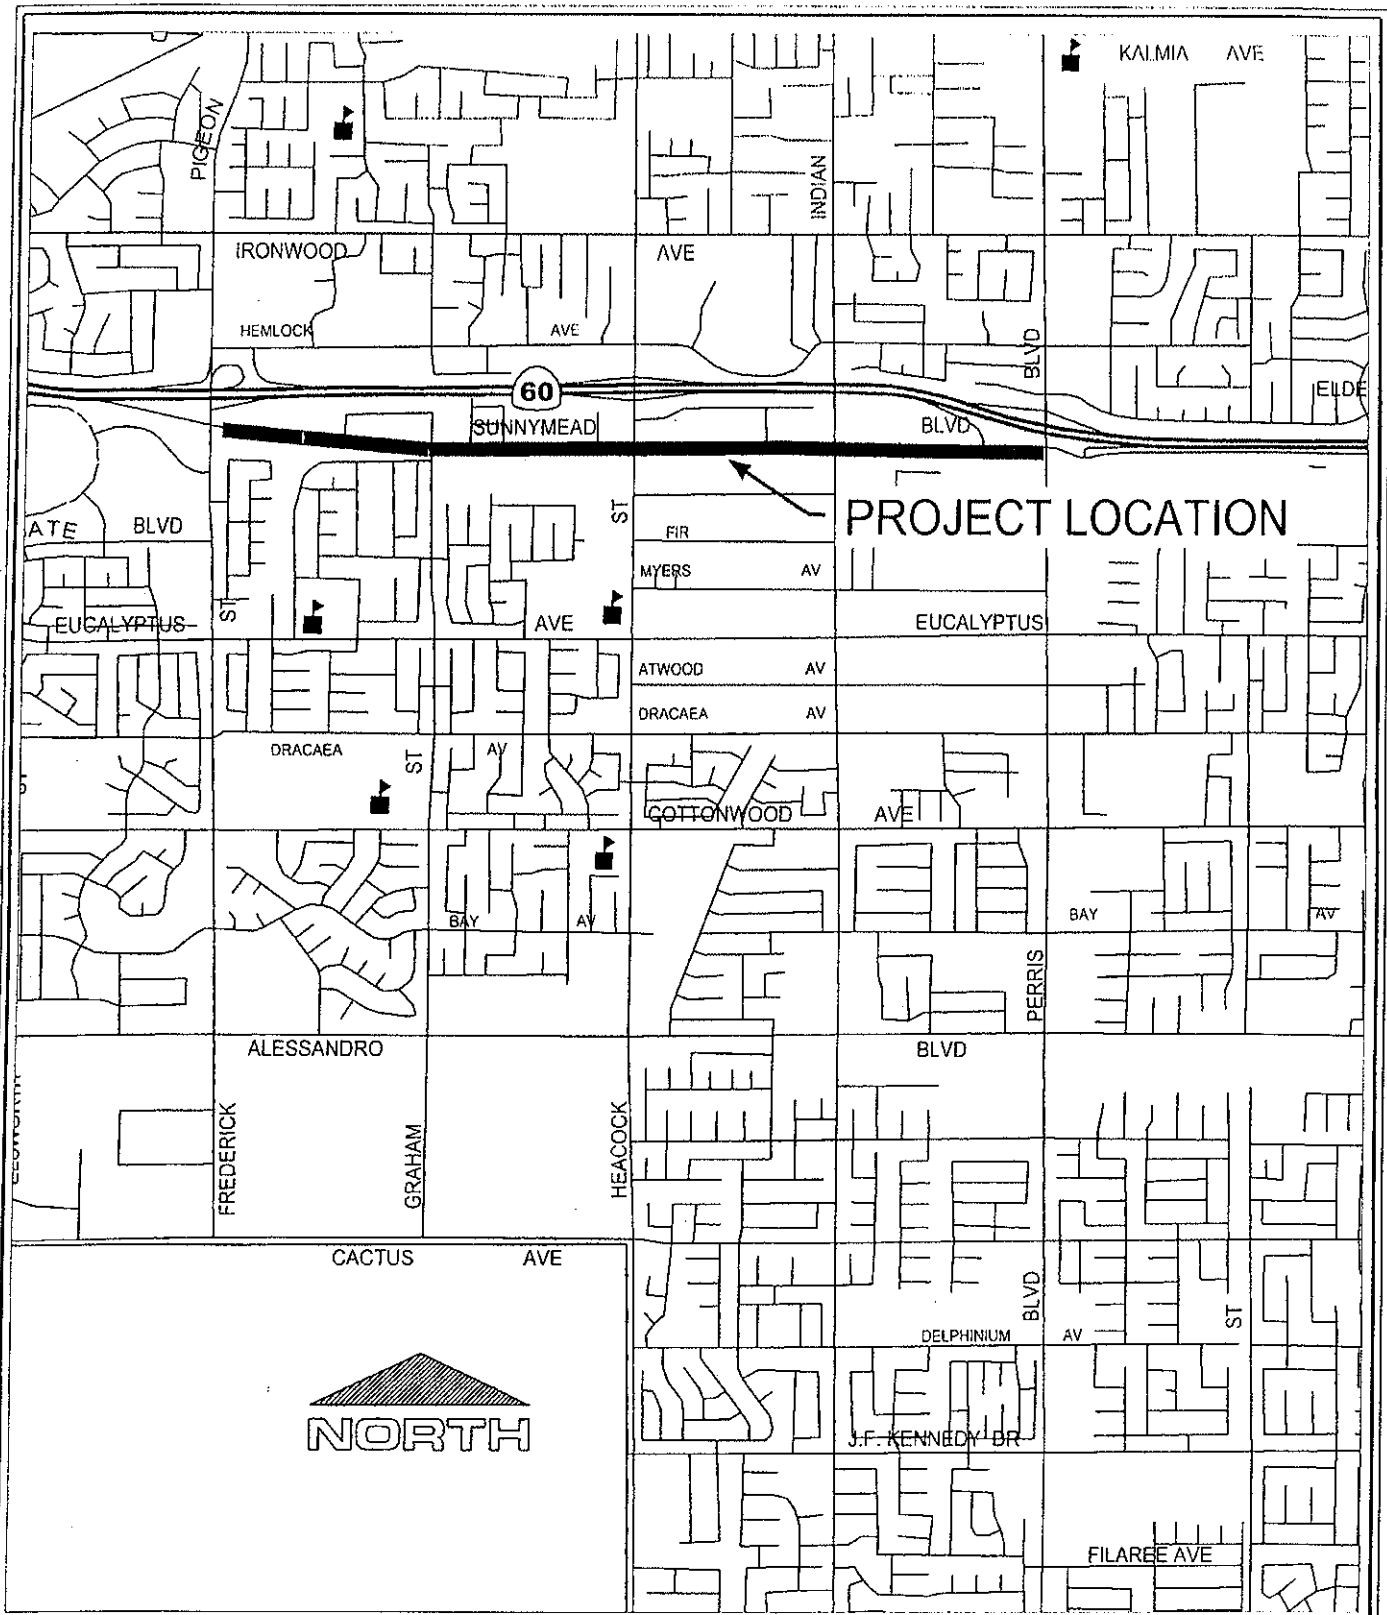 KALMIA AVE
PIGEON
INDIAN
IRONWOOD AVE
HEMLOCK AVE
BLVD
60
ELDE
SUNNYMEAD BLVD
ST
PROJECT LOCATION
ATE BLVD
FIR
MYERS AV
ST
EUCALYPTUS AVE EUCALYPTUS
ATWOOD AV
DRACAEA AV
DRACAEA AV
ST
COTTONWOOD AVE
BAY AV BAY AV
PERRIS
ALESSANDRO BLVD
FREDERICK
GRAHAM
HEACOCK
CACTUS AVE
BLVD
ST
DELPHINIUM AV
NORTH
J.F. KENNEDY DR
FILAREE AVE